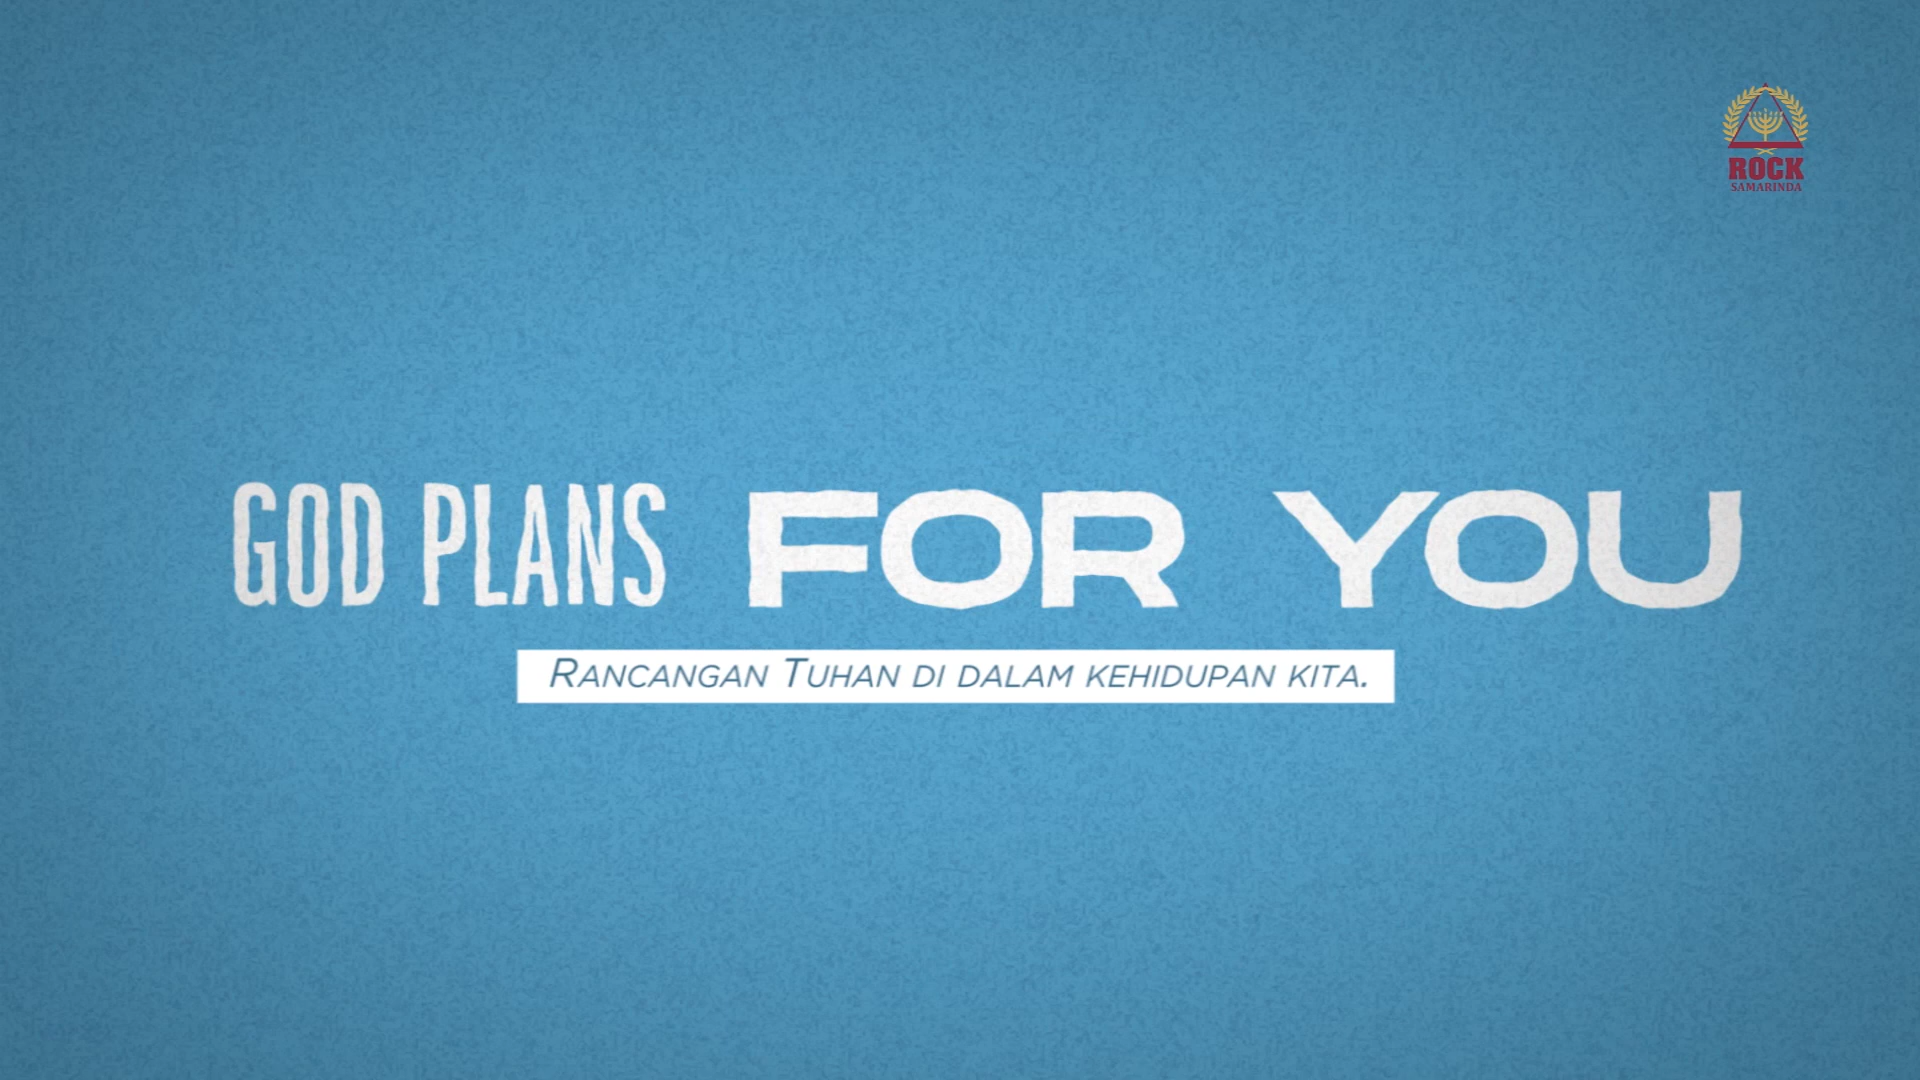 ROCK
SAMARINDA
GOD PLANS FOR YOU
RANCANGAN TUHAN DI DALAM KEHIDUPAN KITA.